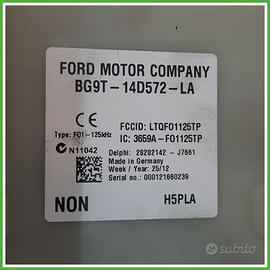 FORD MOTOR COMPANY
BG9T-14D572-LA
CE
FCCID: LTQFO1125TP
Type: FO1-125kHz
IC: 3659A-FO1125TP
N11042
Delphi: 28282142 - J7661
Made in Germany
Week / Year: 25/12
Serial no.: 000121660239
NON
H5PLA
subito